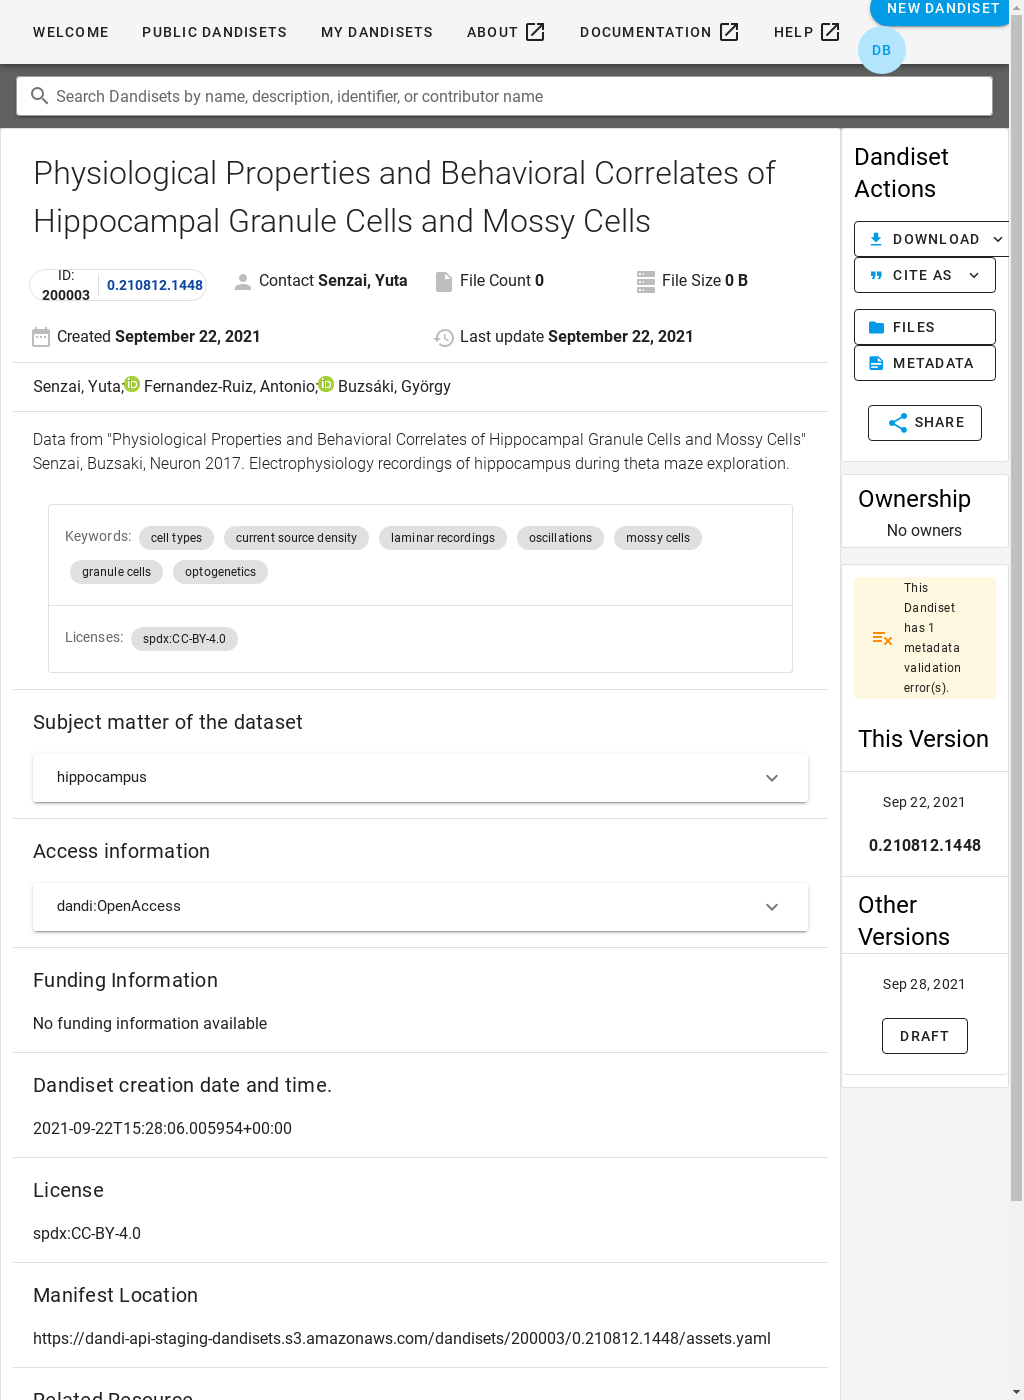 WELCOME PUBLIC DANDISETS MY DANDISETS ABOUT DOCUMENTATION HELP NEW DANDISET
DB
Search Dandisets by name, description, identifier, or contributor name
Physiological Properties and Behavioral Correlates of
Hippocampal Granule Cells and Mossy Cells
ID:
200003
0.210812.1448
Contact Senzai, Yuta
File Count 0
File Size 0 B
Created September 22, 2021
Last update September 22, 2021
Senzai, Yuta; Fernandez-Ruiz, Antonio; Buzsáki, György
Data from "Physiological Properties and Behavioral Correlates of Hippocampal Granule Cells and Mossy Cells"
Senzai, Buzsaki, Neuron 2017. Electrophysiology recordings of hippocampus during theta maze exploration.
Keywords: cell types current source density laminar recordings oscillations mossy cells
granule cells optogenetics
Licenses: spdx:CC-BY-4.0
Subject matter of the dataset
hippocampus
Access information
dandi:OpenAccess
Funding Information
No funding information available
Dandiset creation date and time.
2021-09-22T15:28:06.005954+00:00
License
spdx:CC-BY-4.0
Manifest Location
https://dandi-api-staging-dandisets.s3.amazonaws.com/dandisets/200003/0.210812.1448/assets.yaml
Related Resource
Dandiset
Actions
DOWNLOAD
CITE AS
FILES
METADATA
SHARE
Ownership
No owners
This
Dandiset
has 1
metadata
validation
error(s).
This Version
Sep 22, 2021
0.210812.1448
Other
Versions
Sep 28, 2021
DRAFT